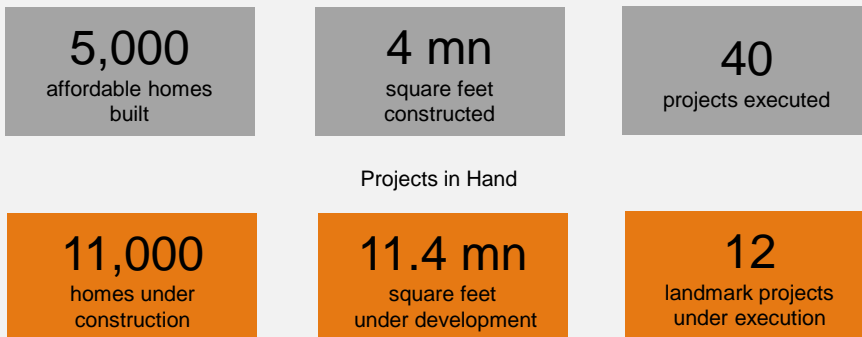 5,000
affordable homes
built
4 mn
square feet
constructed
40
projects executed
Projects in Hand
11,000
homes under
construction
11.4 mn
square feet
under development
12
landmark projects
under execution